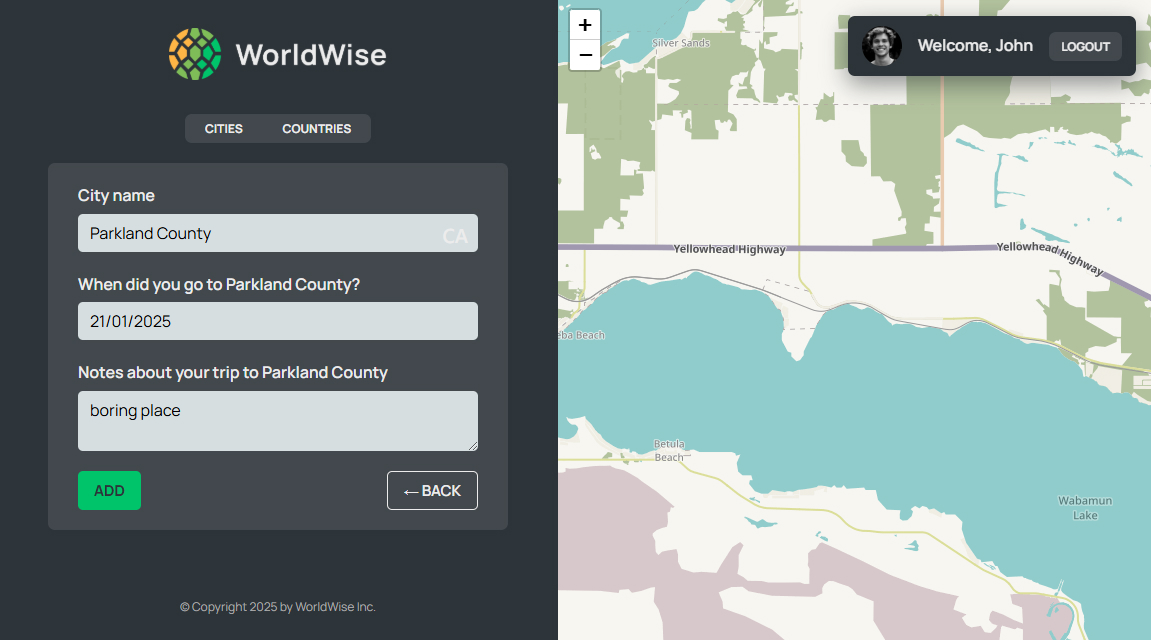 WorldWise
CITIES COUNTRIES
City name
Parkland County CA
When did you go to Parkland County?
21/01/2025
Notes about your trip to Parkland County
boring place
ADD
← BACK
© Copyright 2025 by WorldWise Inc.
+
−
Welcome, John
LOGOUT
Silver Sands
Yellowhead Highway
Yellowhead Highway
ba Beach
Betula
Beach
Wabamun
Lake